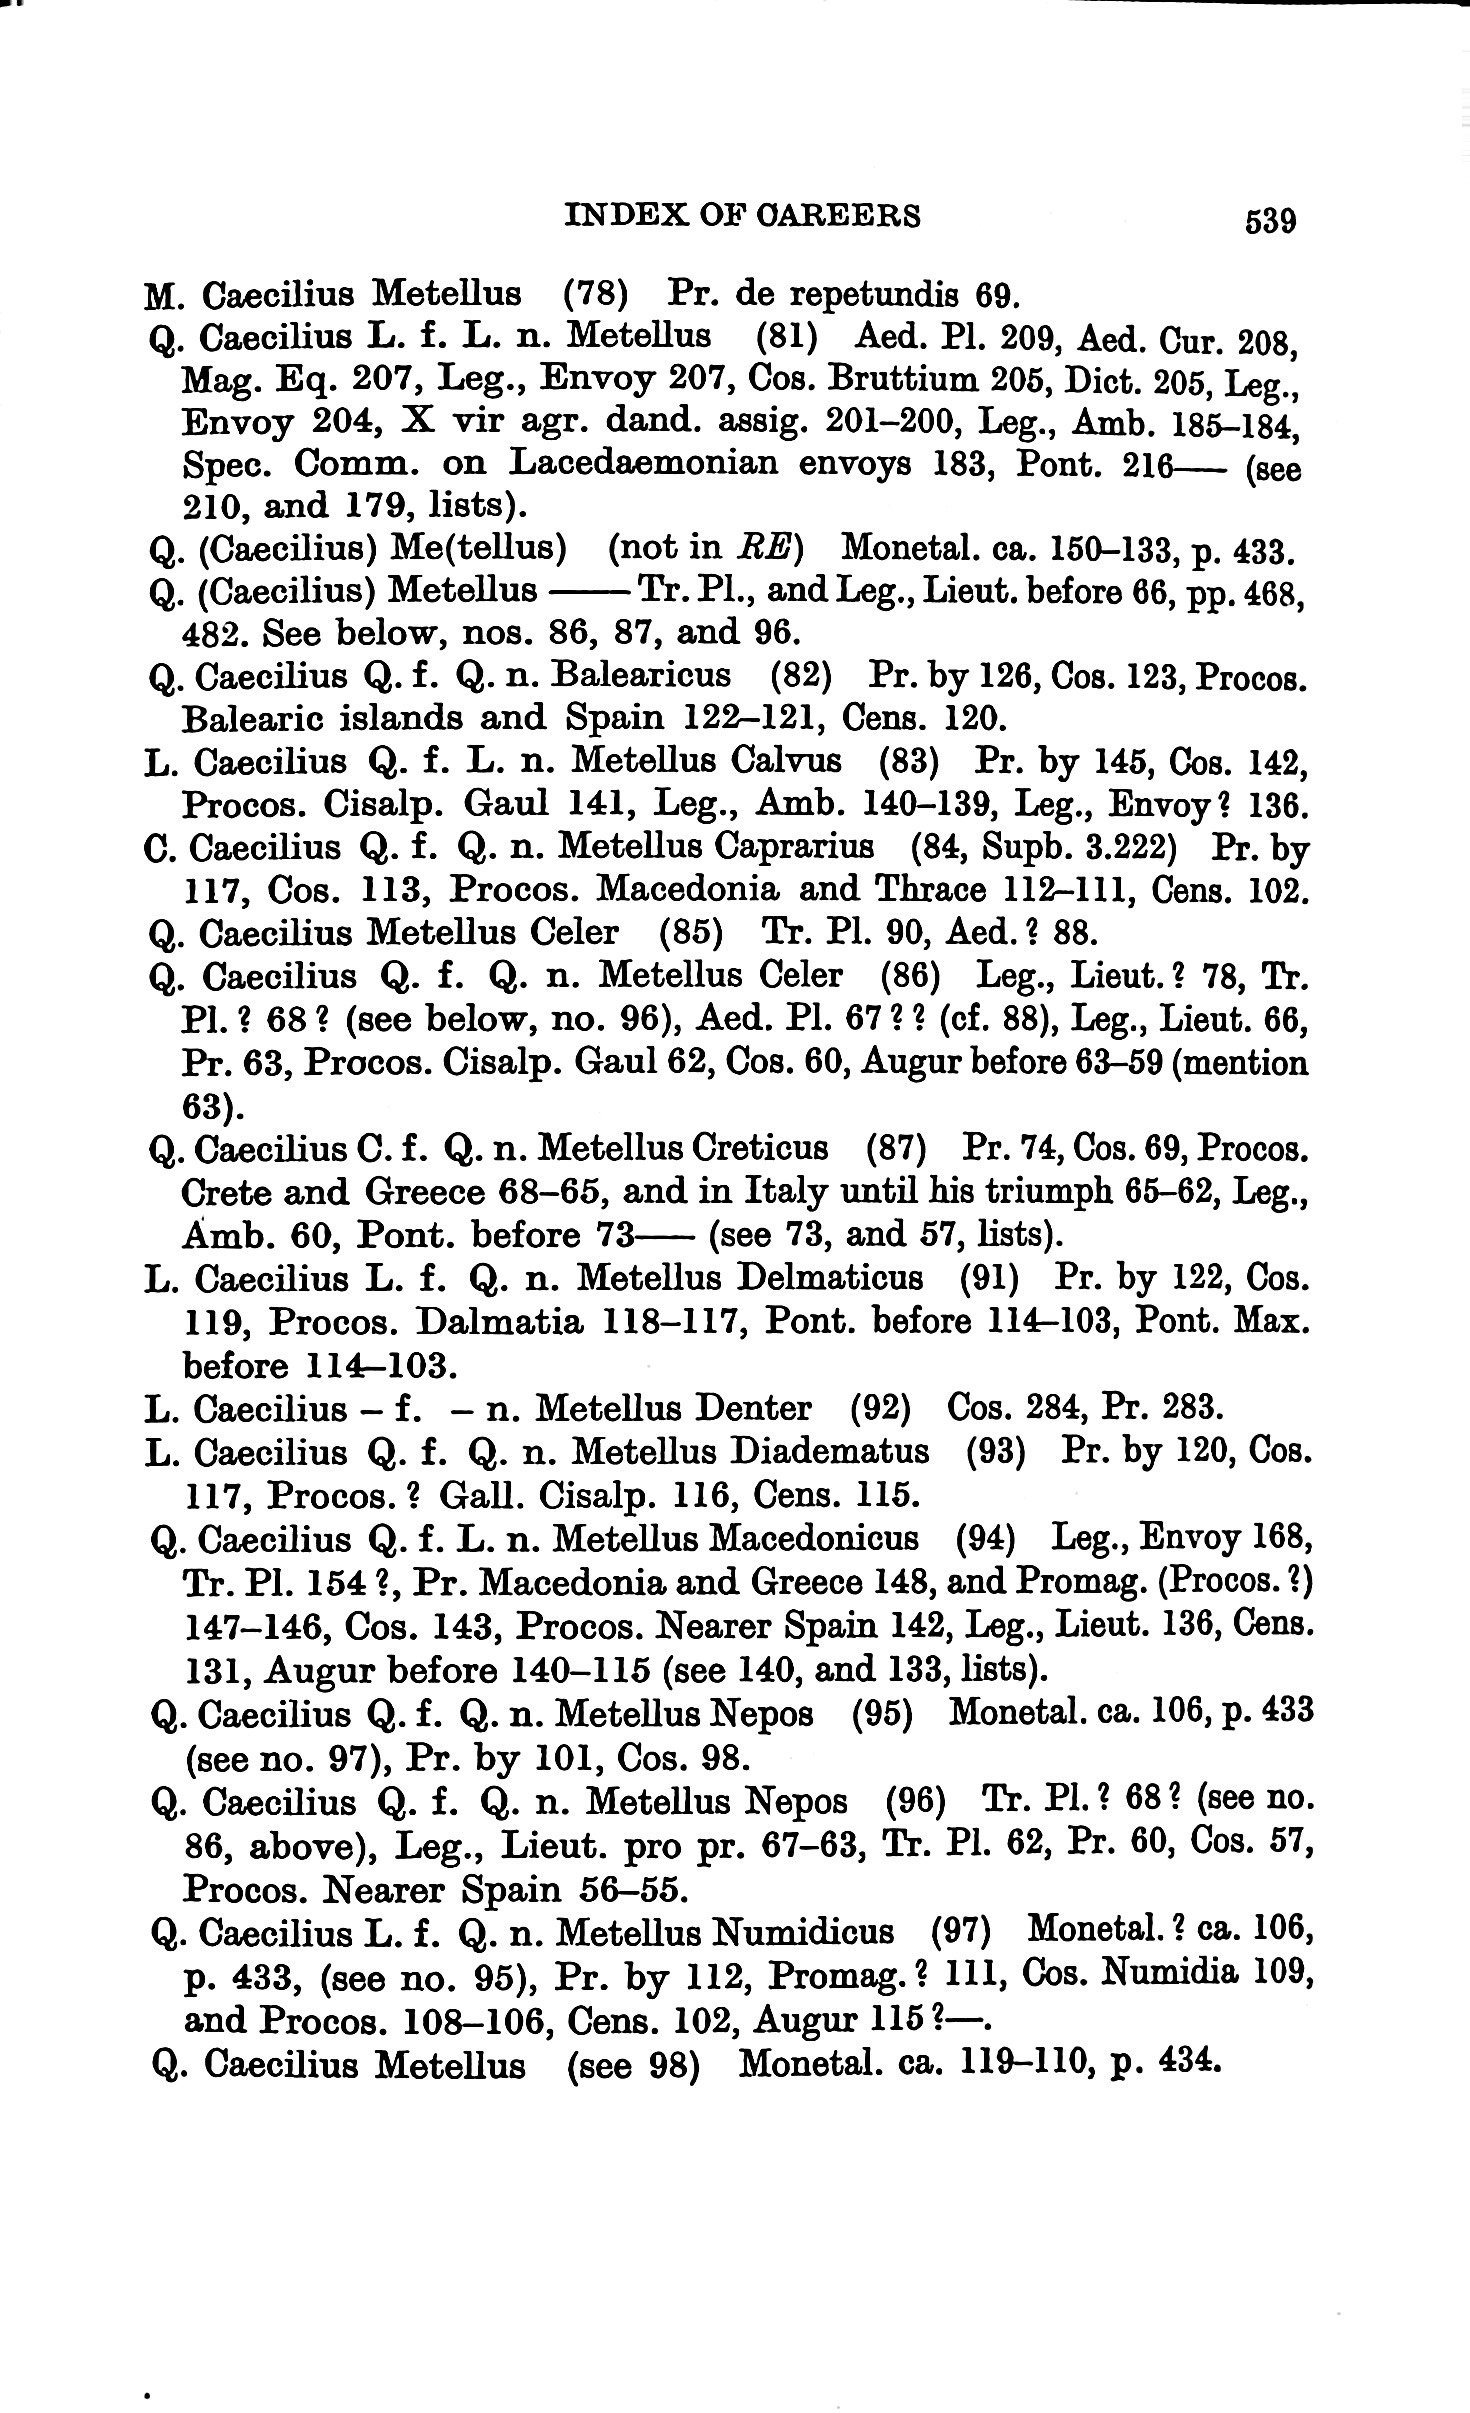 INDEX OF CAREERS 539
M. Caecilius Metellus (78) Pr. de repetundis 69.
Q. Caecilius L. f. L. n. Metellus (81) Aed. Pl. 209, Aed. Cur. 208,
Mag. Eq. 207, Leg., Envoy 207, Cos. Bruttium 205, Dict. 205, Leg.,
Envoy 204, X vir agr. dand. assig. 201–200, Leg., Amb. 185–184,
Spec. Comm. on Lacedaemonian envoys 183, Pont. 216— (see
210, and 179, lists).
Q. (Caecilius) Me(tellus) (not in RE) Monetal. ca. 150–133, p. 433.
Q. (Caecilius) Metellus —— Tr. Pl., and Leg., Lieut. before 66, pp. 468,
482. See below, nos. 86, 87, and 96.
Q. Caecilius Q. f. Q. n. Balearicus (82) Pr. by 126, Cos. 123, Procos.
Balearic islands and Spain 122–121, Cens. 120.
L. Caecilius Q. f. L. n. Metellus Calvus (83) Pr. by 145, Cos. 142,
Procos. Cisalp. Gaul 141, Leg., Amb. 140–139, Leg., Envoy? 136.
C. Caecilius Q. f. Q. n. Metellus Caprarius (84, Supb. 3.222) Pr. by
117, Cos. 113, Procos. Macedonia and Thrace 112–111, Cens. 102.
Q. Caecilius Metellus Celer (85) Tr. Pl. 90, Aed.? 88.
Q. Caecilius Q. f. Q. n. Metellus Celer (86) Leg., Lieut.? 78, Tr.
Pl.? 68? (see below, no. 96), Aed. Pl. 67?? (cf. 88), Leg., Lieut. 66,
Pr. 63, Procos. Cisalp. Gaul 62, Cos. 60, Augur before 63–59 (mention
63).
Q. Caecilius C. f. Q. n. Metellus Creticus (87) Pr. 74, Cos. 69, Procos.
Crete and Greece 68–65, and in Italy until his triumph 65–62, Leg.,
Amb. 60, Pont. before 73— (see 73, and 57, lists).
L. Caecilius L. f. Q. n. Metellus Delmaticus (91) Pr. by 122, Cos.
119, Procos. Dalmatia 118–117, Pont. before 114–103, Pont. Max.
before 114–103.
L. Caecilius – f. – n. Metellus Denter (92) Cos. 284, Pr. 283.
L. Caecilius Q. f. Q. n. Metellus Diadematus (93) Pr. by 120, Cos.
117, Procos.? Gall. Cisalp. 116, Cens. 115.
Q. Caecilius Q. f. L. n. Metellus Macedonicus (94) Leg., Envoy 168,
Tr. Pl. 154?, Pr. Macedonia and Greece 148, and Promag. (Procos.?)
147–146, Cos. 143, Procos. Nearer Spain 142, Leg., Lieut. 136, Cens.
131, Augur before 140–115 (see 140, and 133, lists).
Q. Caecilius Q. f. Q. n. Metellus Nepos (95) Monetal. ca. 106, p. 433
(see no. 97), Pr. by 101, Cos. 98.
Q. Caecilius Q. f. Q. n. Metellus Nepos (96) Tr. Pl.? 68? (see no.
86, above), Leg., Lieut. pro pr. 67–63, Tr. Pl. 62, Pr. 60, Cos. 57,
Procos. Nearer Spain 56–55.
Q. Caecilius L. f. Q. n. Metellus Numidicus (97) Monetal.? ca. 106,
p. 433, (see no. 95), Pr. by 112, Promag.? 111, Cos. Numidia 109,
and Procos. 108–106, Cens. 102, Augur 115?—.
Q. Caecilius Metellus (see 98) Monetal. ca. 119–110, p. 434.